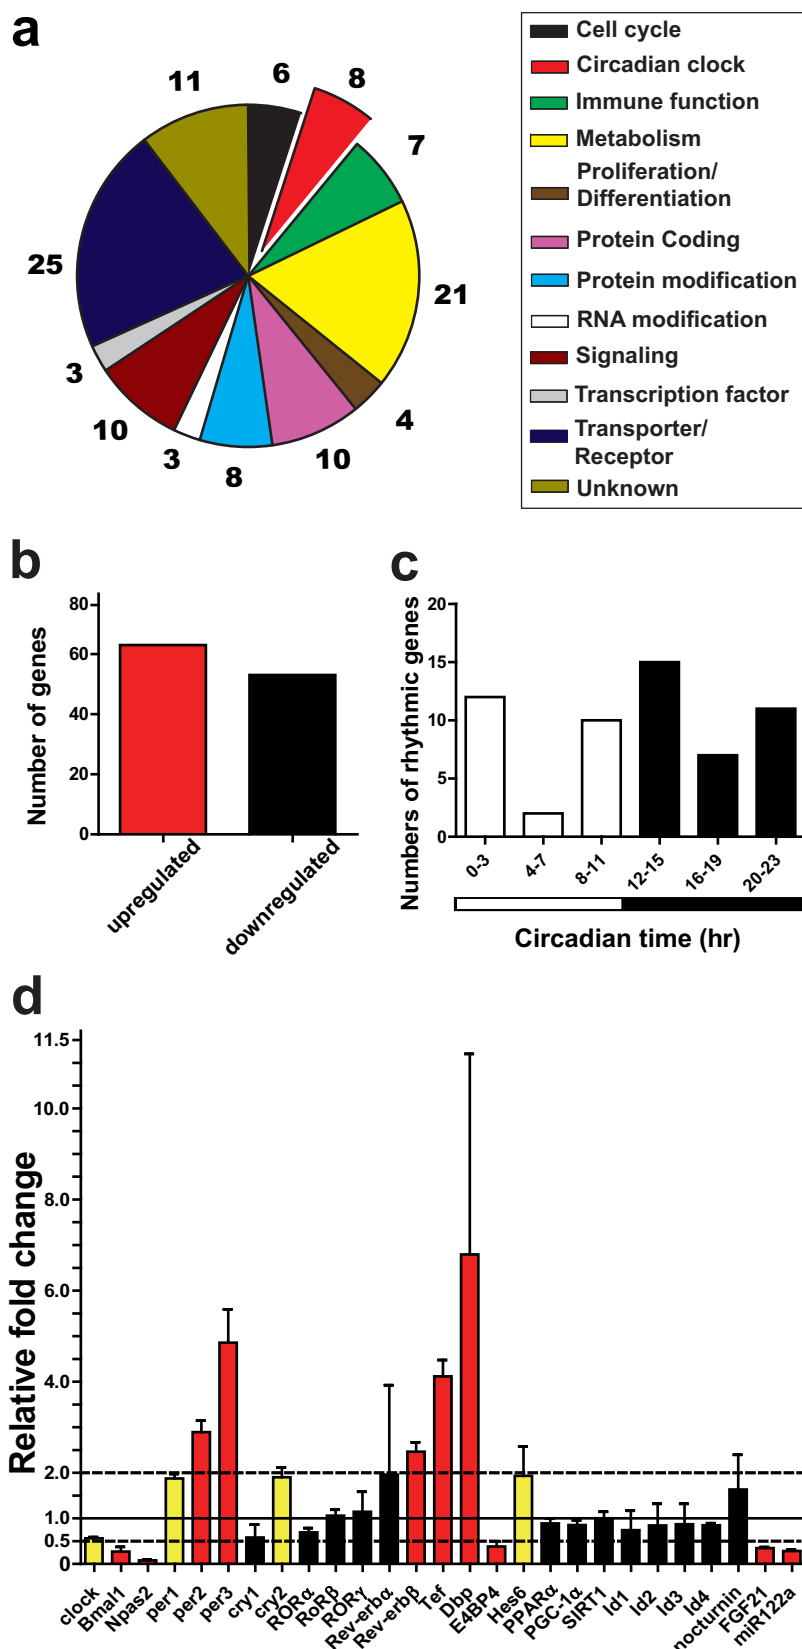 a
6
8
7
21
4
10
8
3
10
3
25
11
Cell cycle
Circadian clock
Immune function
Metabolism
Proliferation/
Differentiation
Protein Coding
Protein modification
RNA modification
Signaling
Transcription factor
Transporter/
Receptor
Unknown
b
Number of genes
80
60
40
20
0
upregulated
downregulated
c
Numbers of rhythmic genes
20
15
10
5
0
0-3
4-7
8-11
12-15
16-19
20-23
Circadian time (hr)
d
Relative fold change
11.5
10.0
6.0
4.0
2.0
1.0
0.5
0
clock
Bmal1
Npas2
per1
per2
per3
cry1
cry2
RORα
RoRβ
RORγ
Rev-erbα
Rev-erbβ
Tef
Dbp
E4BP4
Hes6
PPARα
PGC-1α
SIRT1
Id1
Id2
Id3
Id4
nocturnin
FGF21
miR122a